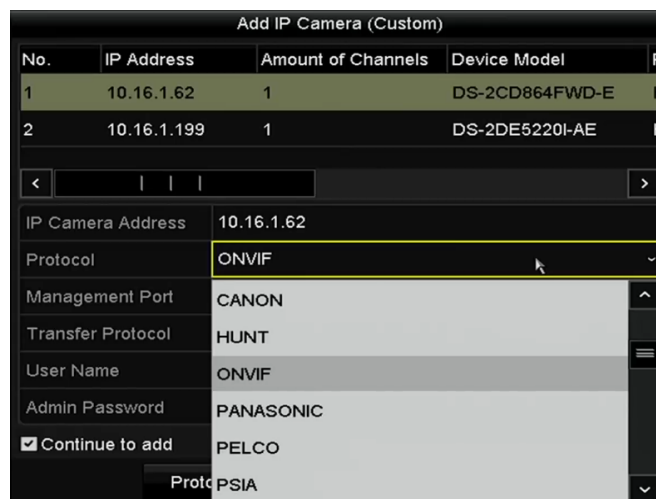 Add IP Camera (Custom)
No. IP Address Amount of Channels Device Model
1 10.16.1.62 1 DS-2CD864FWD-E
2 10.16.1.199 1 DS-2DE5220I-AE
IP Camera Address 10.16.1.62
Protocol ONVIF
Management Port CANON
Transfer Protocol HUNT
User Name ONVIF
Admin Password PANASONIC
Continue to add PELCO
PSIA